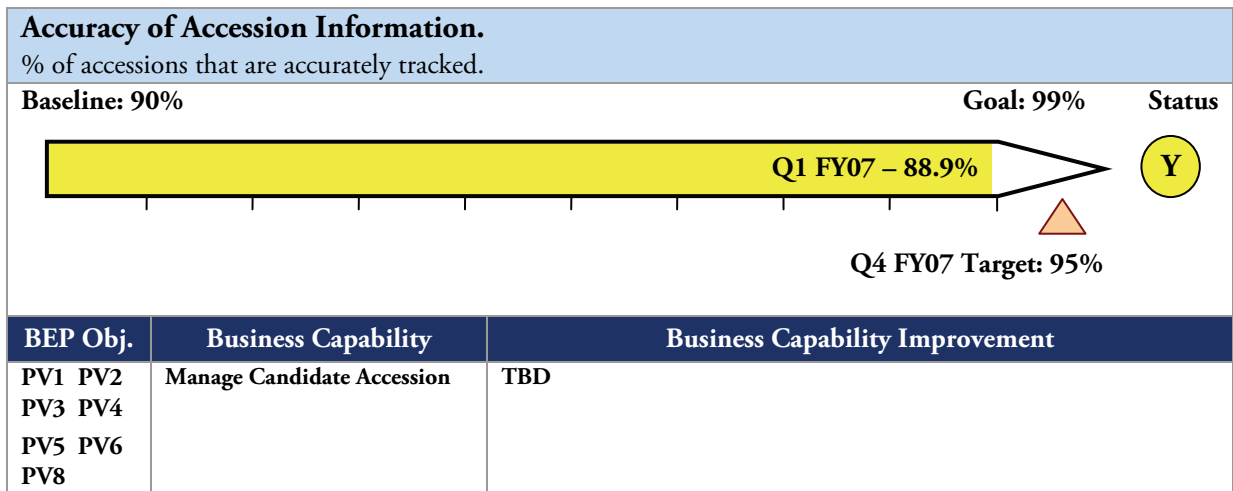 Accuracy of Accession Information.
% of accessions that are accurately tracked.
Baseline: 90% Goal: 99% Status
Q1 FY07 – 88.9% Y
Q4 FY07 Target: 95%
BEP Obj. Business Capability Business Capability Improvement
PV1 PV2 Manage Candidate Accession TBD
PV3 PV4
PV5 PV6
PV8